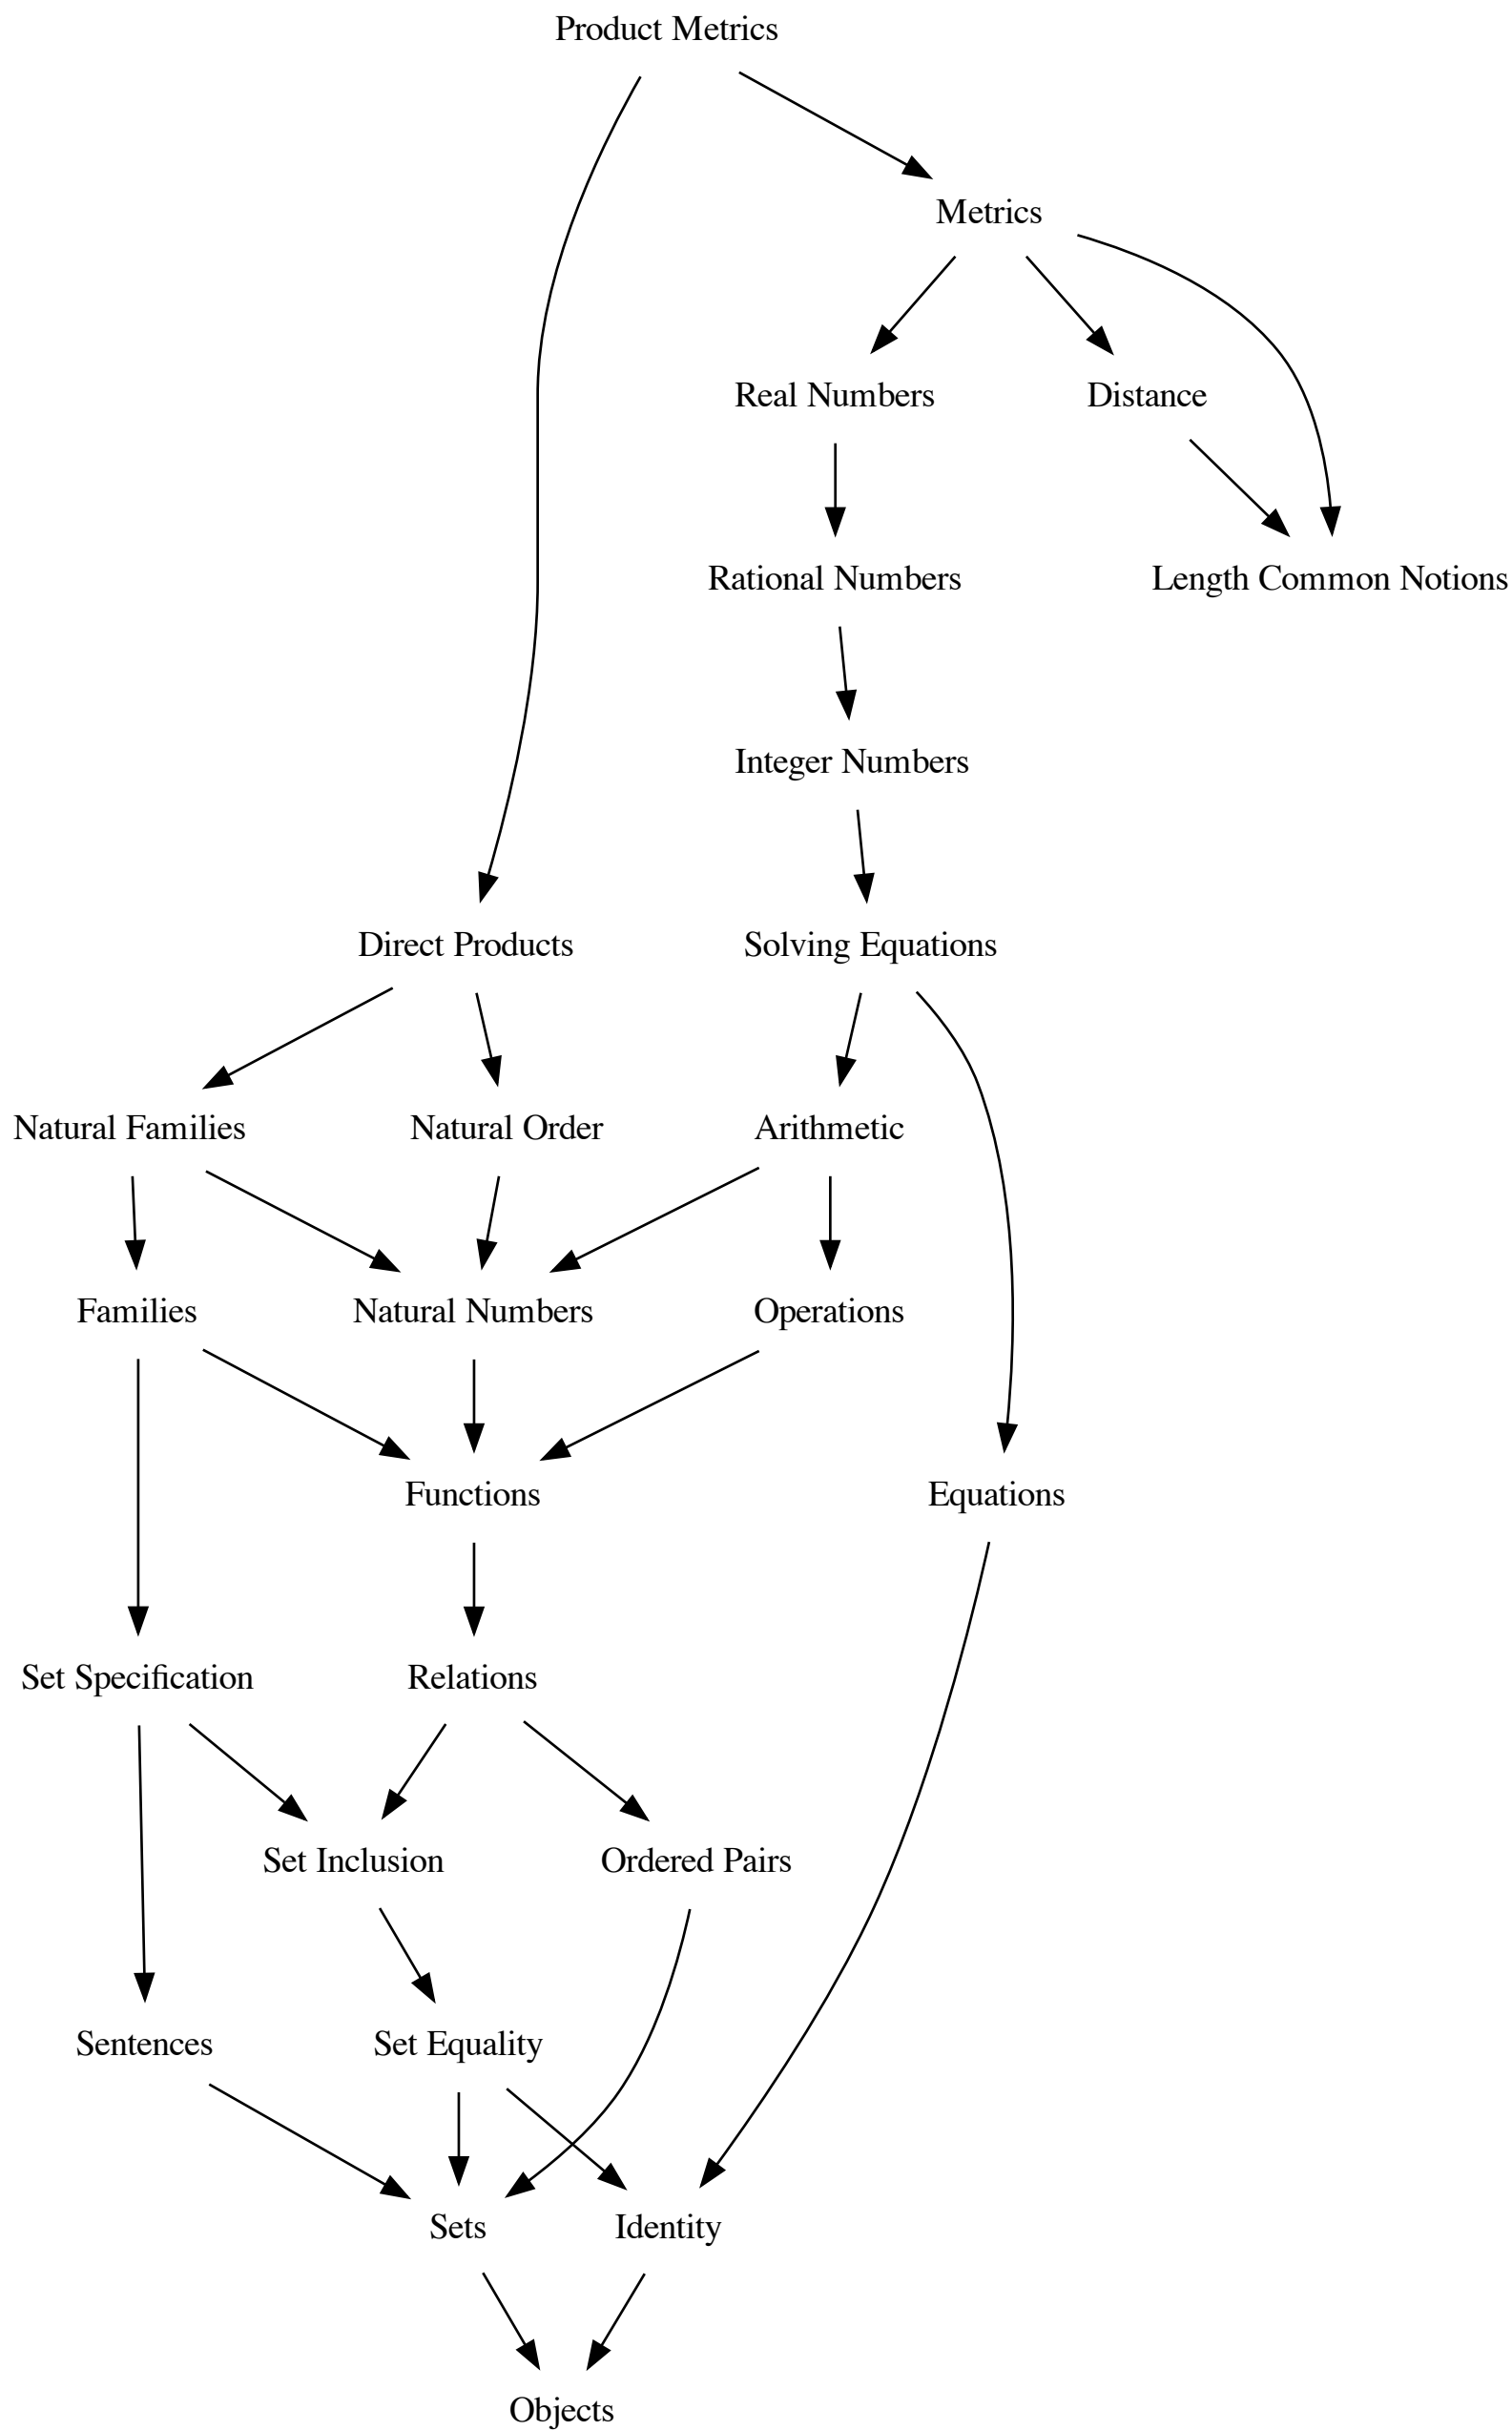 Product Metrics
Metrics
Real Numbers
Distance
Rational Numbers
Length Common Notions
Integer Numbers
Direct Products
Solving Equations
Natural Families
Natural Order
Arithmetic
Families
Natural Numbers
Operations
Functions
Equations
Set Specification
Relations
Set Inclusion
Ordered Pairs
Sentences
Set Equality
Sets
Identity
Objects